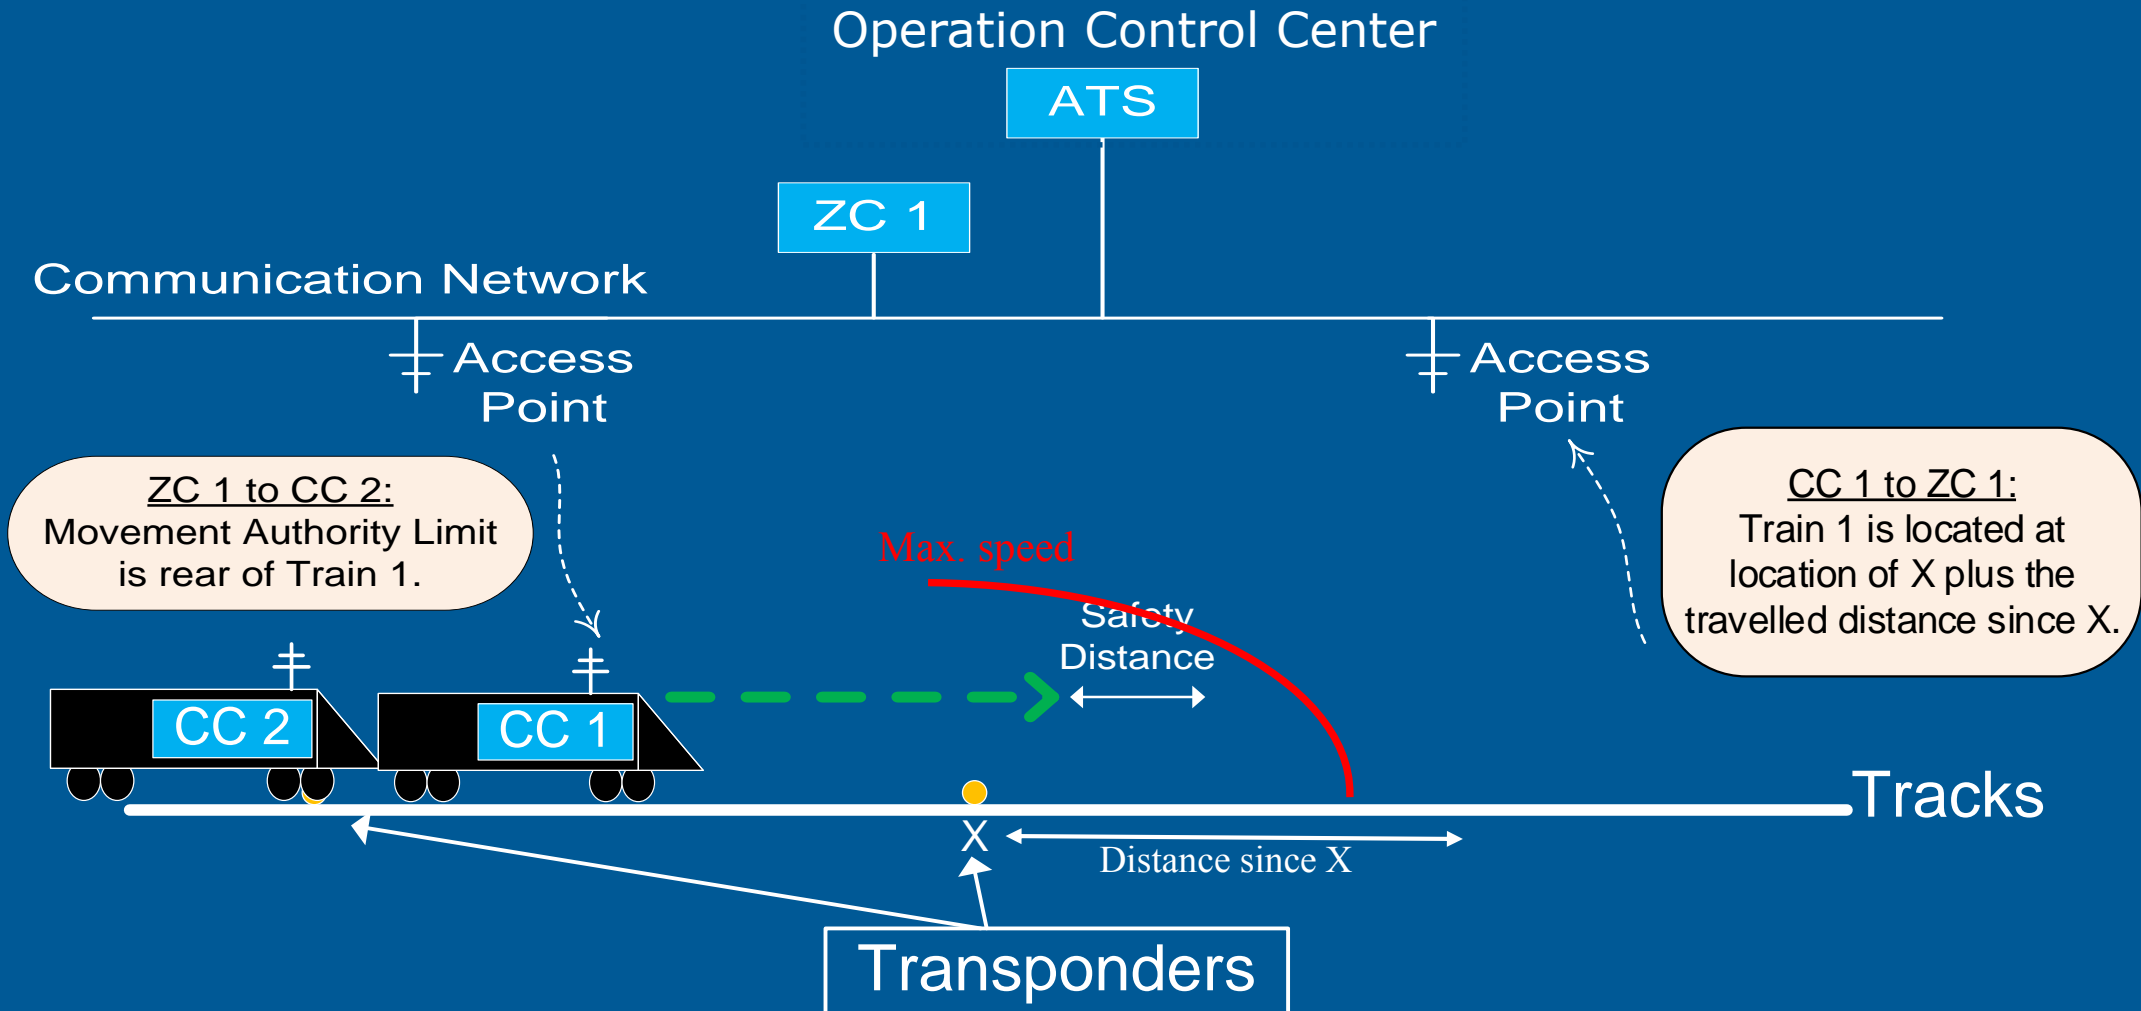 Operation Control Center
ATS
ZC 1
Communication Network
Access
Point
Access
Point
ZC 1 to CC 2:
Movement Authority Limit
is rear of Train 1.
CC 1 to ZC 1:
Train 1 is located at
location of X plus the
travelled distance since X.
Max. speed
Safety
Distance
CC 2
CC 1
Tracks
X
Distance since X
Transponders